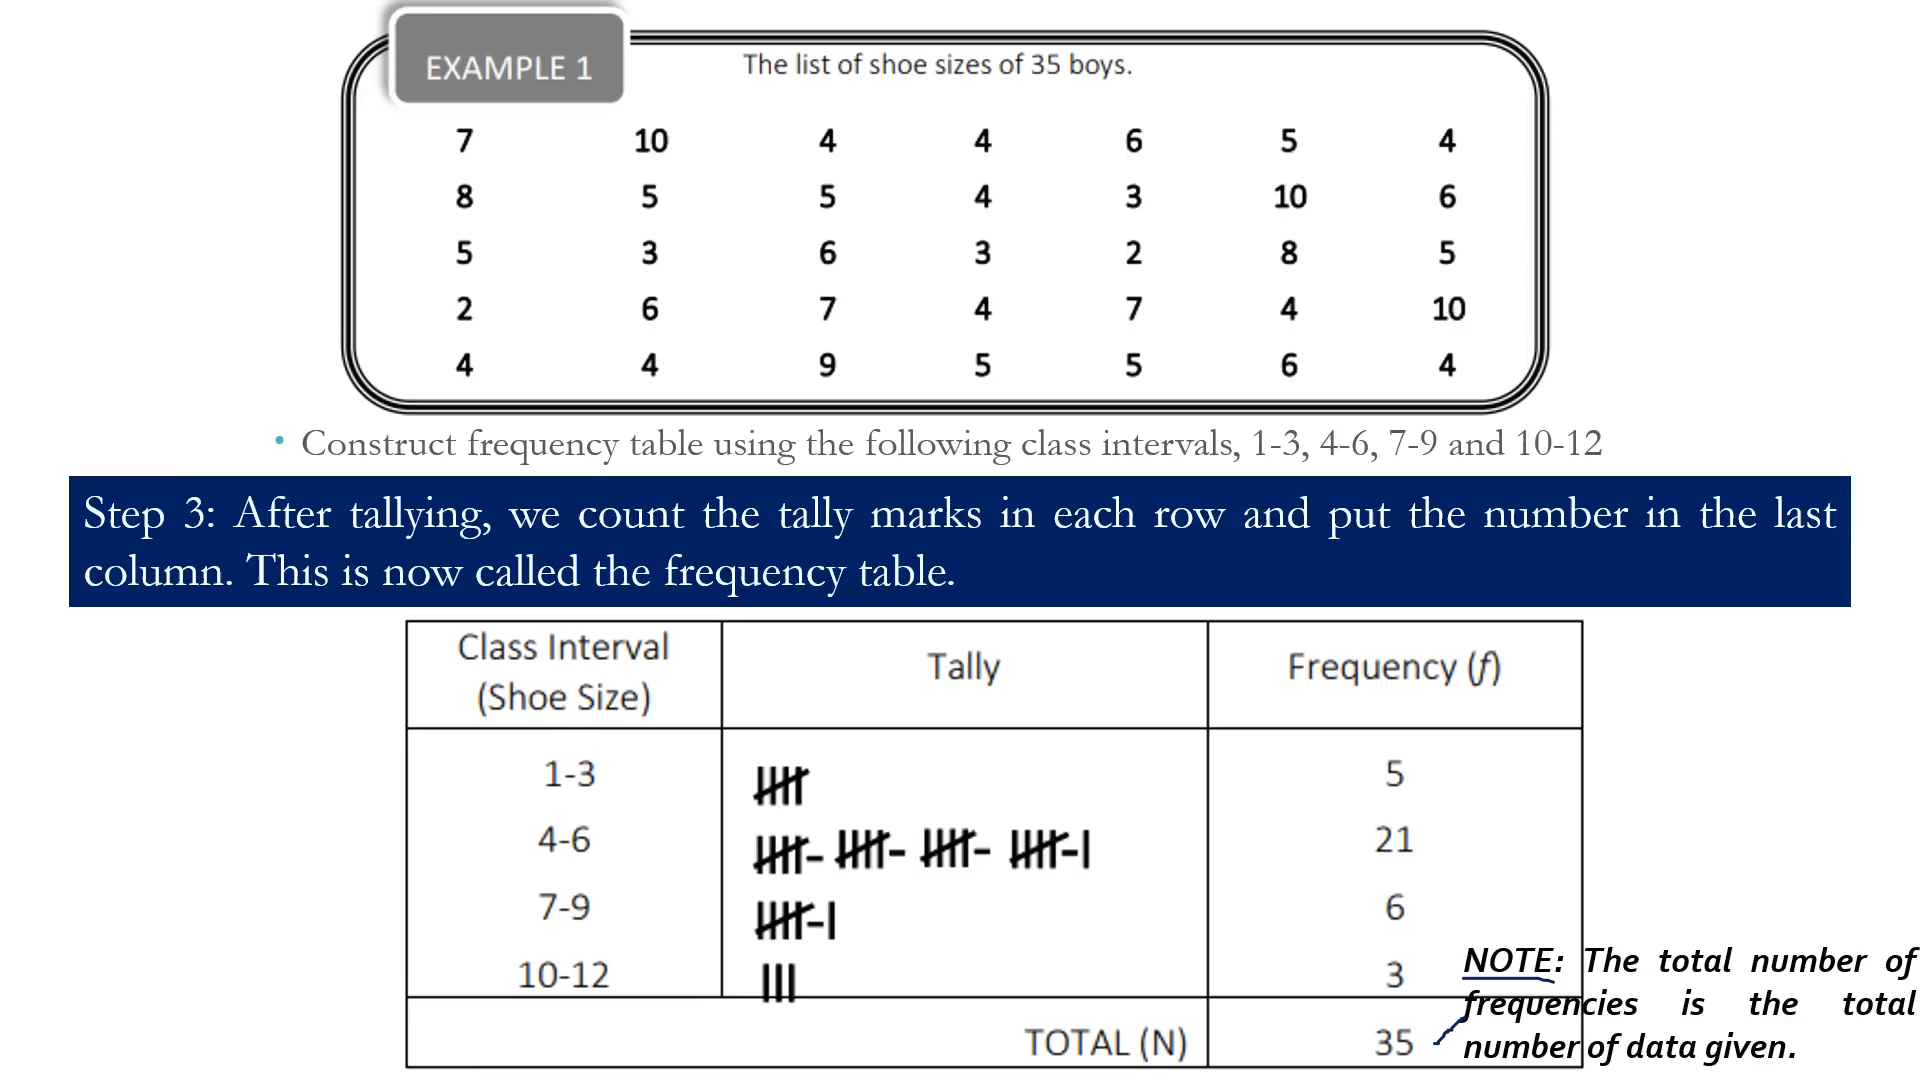 EXAMPLE 1
The list of shoe sizes of 35 boys.
7 10 4 4 6 5 4
8 5 5 4 3 10 6
5 3 6 3 2 8 5
2 6 7 4 7 4 10
4 4 9 5 5 6 4
• Construct frequency table using the following class intervals, 1-3, 4-6, 7-9 and 10-12
Step 3: After tallying, we count the tally marks in each row and put the number in the last
column. This is now called the frequency table.
Class Interval
(Shoe Size)
Tally
Frequency (f)
1-3 5
4-6 21
7-9 6
10-12 3
TOTAL (N) 35
NOTE: The total number of
frequencies is the total
number of data given.